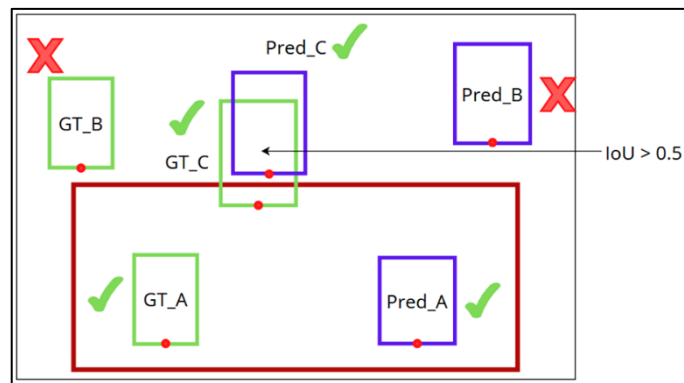 Pred_C
GT_B
Pred_B
GT_C
IoU > 0.5
GT_A
Pred_A